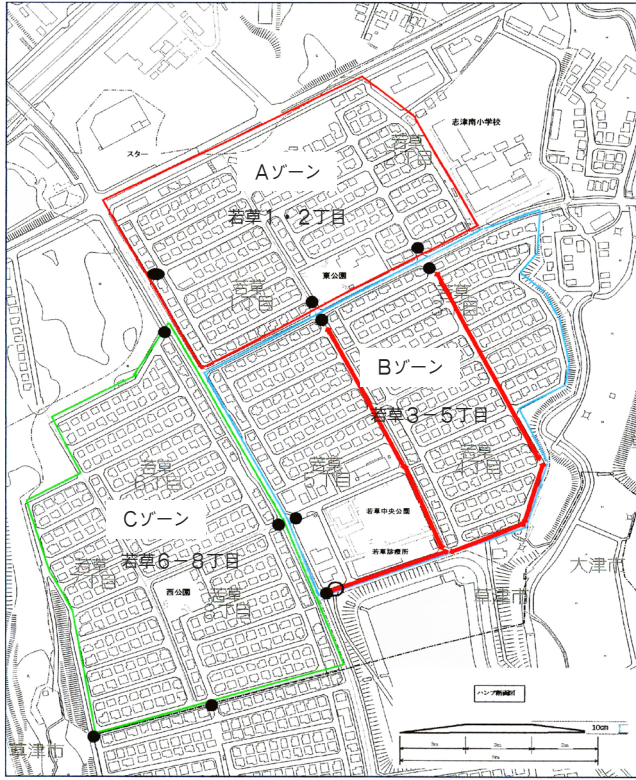 志津南小学校
スター
Aゾーン
若草1・2丁目
若草
2丁目
東公園
若草
1丁目
若草
3丁目
Bゾーン
若草3−5丁目
若草
5丁目
若草
4丁目
若草
6丁目
若草中央公園
Cゾーン
若草診療所
若草6−8丁目
若草
7丁目
西公園
若草
8丁目
大津市
草津市
ハンプ断面図
10cm
草津市